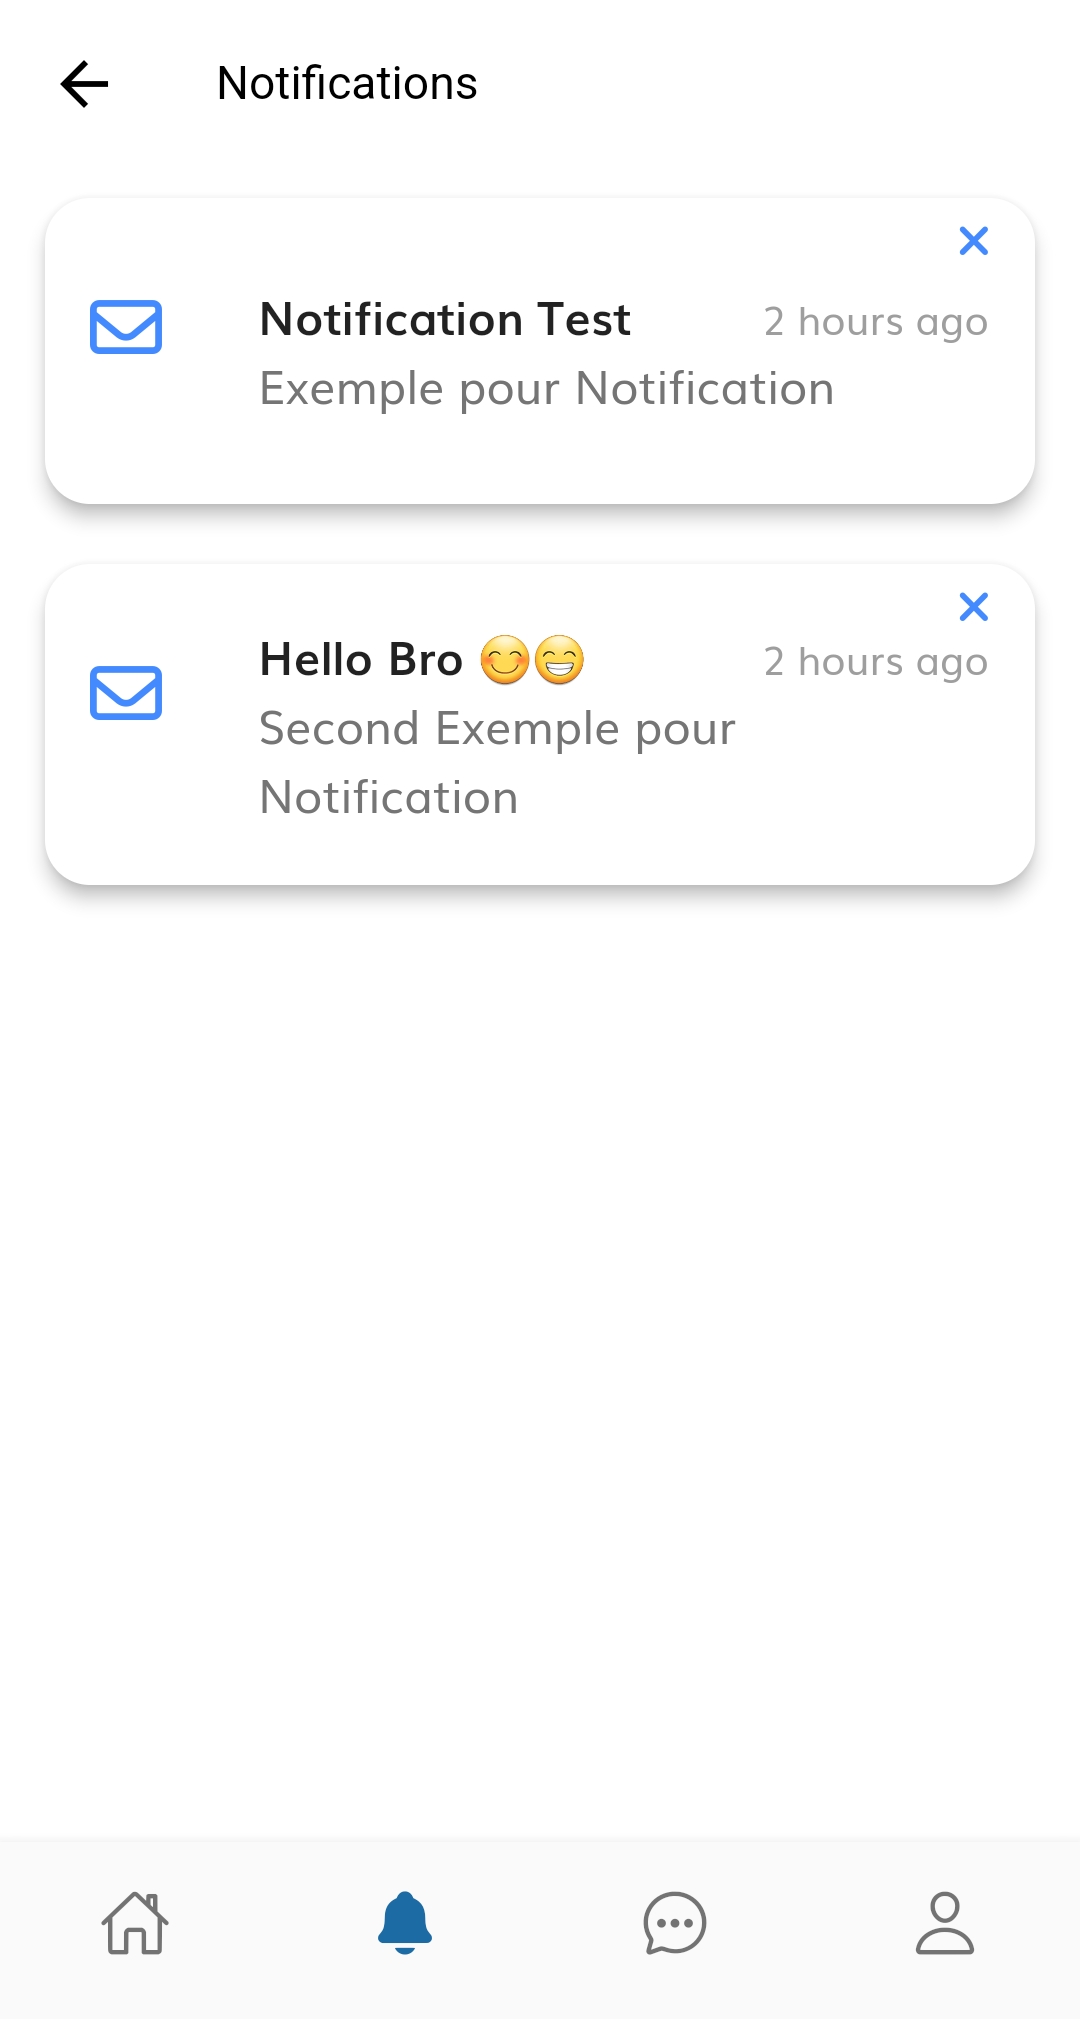 Notifications
Notification Test
2 hours ago
Exemple pour Notification
Hello Bro 😊😁
2 hours ago
Second Exemple pour
Notification